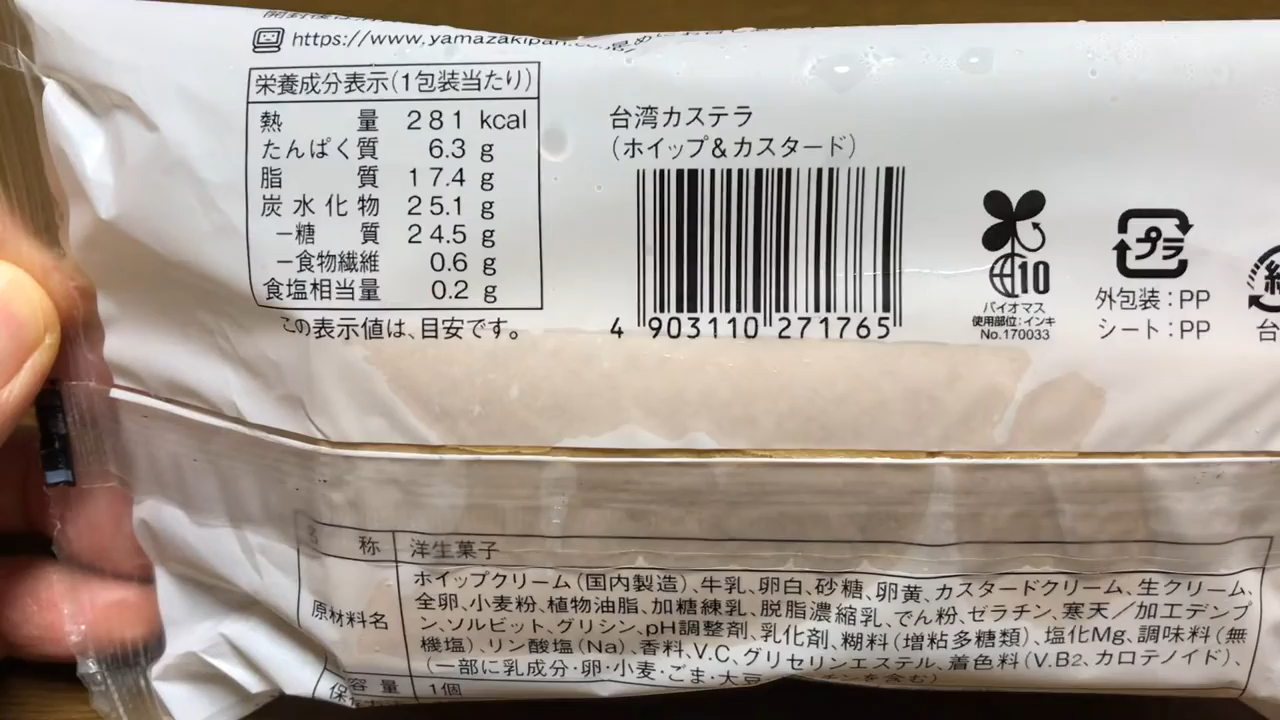 https://www.yamazakipan.co.jp/
栄養成分表示(1包装当たり)
熱量 281 kcal
たんぱく質 6.3 g
脂質 17.4 g
炭水化物 25.1 g
－糖質 24.5 g
－食物繊維 0.6 g
食塩相当量 0.2 g
この表示値は、目安です。
台湾カステラ
(ホイップ&カスタード)
4 903110 271765
10
バイオマス
使用部位:インキ
No.170033
プラ
外包装:PP
シート:PP
台
称 洋生菓子
原材料名
ホイップクリーム(国内製造)、牛乳、卵白、砂糖、卵黄、カスタードクリーム、生クリーム、
全卵、小麦粉、植物油脂、加糖練乳、脱脂濃縮乳、でん粉、ゼラチン、寒天／加工デンプ
ン、ソルビット、グリシン、pH調整剤、乳化剤、糊料(増粘多糖類)、塩化Mg、調味料(無
機塩)、リン酸塩(Na)、香料、V.C、グリセリンエステル、着色料(V.B2、カロテノイド)、
(一部に乳成分・卵・小麦・ごま・大豆 チンを含む)
容量 1個